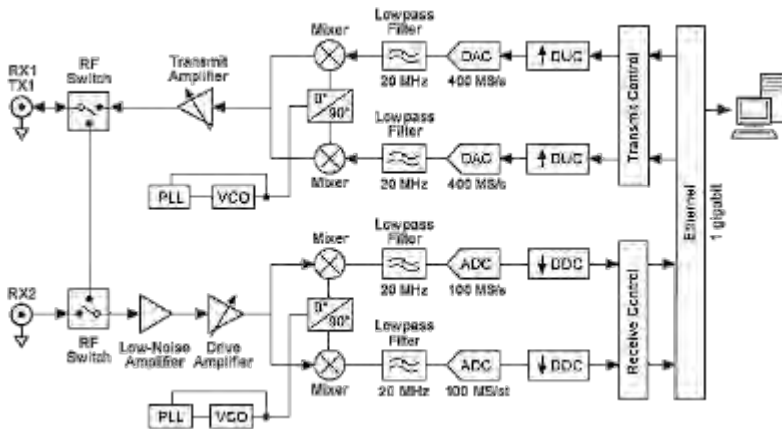 Mixer
Lowpass
Filter
20 MHz
DAC
400 MS/s
DUC
Transmit
Amplifier
RF
Switch
RX1
TX1
0°
90°
Lowpass
Filter
20 MHz
DAC
400 MS/s
DUC
Mixer
Transmit Control
PLL
VCO
Ethernet
1 gigabit
Mixer
Lowpass
Filter
20 MHz
ADC
100 MS/s
DDC
RX2
RF
Switch
Low-Noise
Amplifier
Drive
Amplifier
0°
90°
Lowpass
Filter
20 MHz
ADC
100 MS/st
DDC
Mixer
Receive Control
PLL
VCO